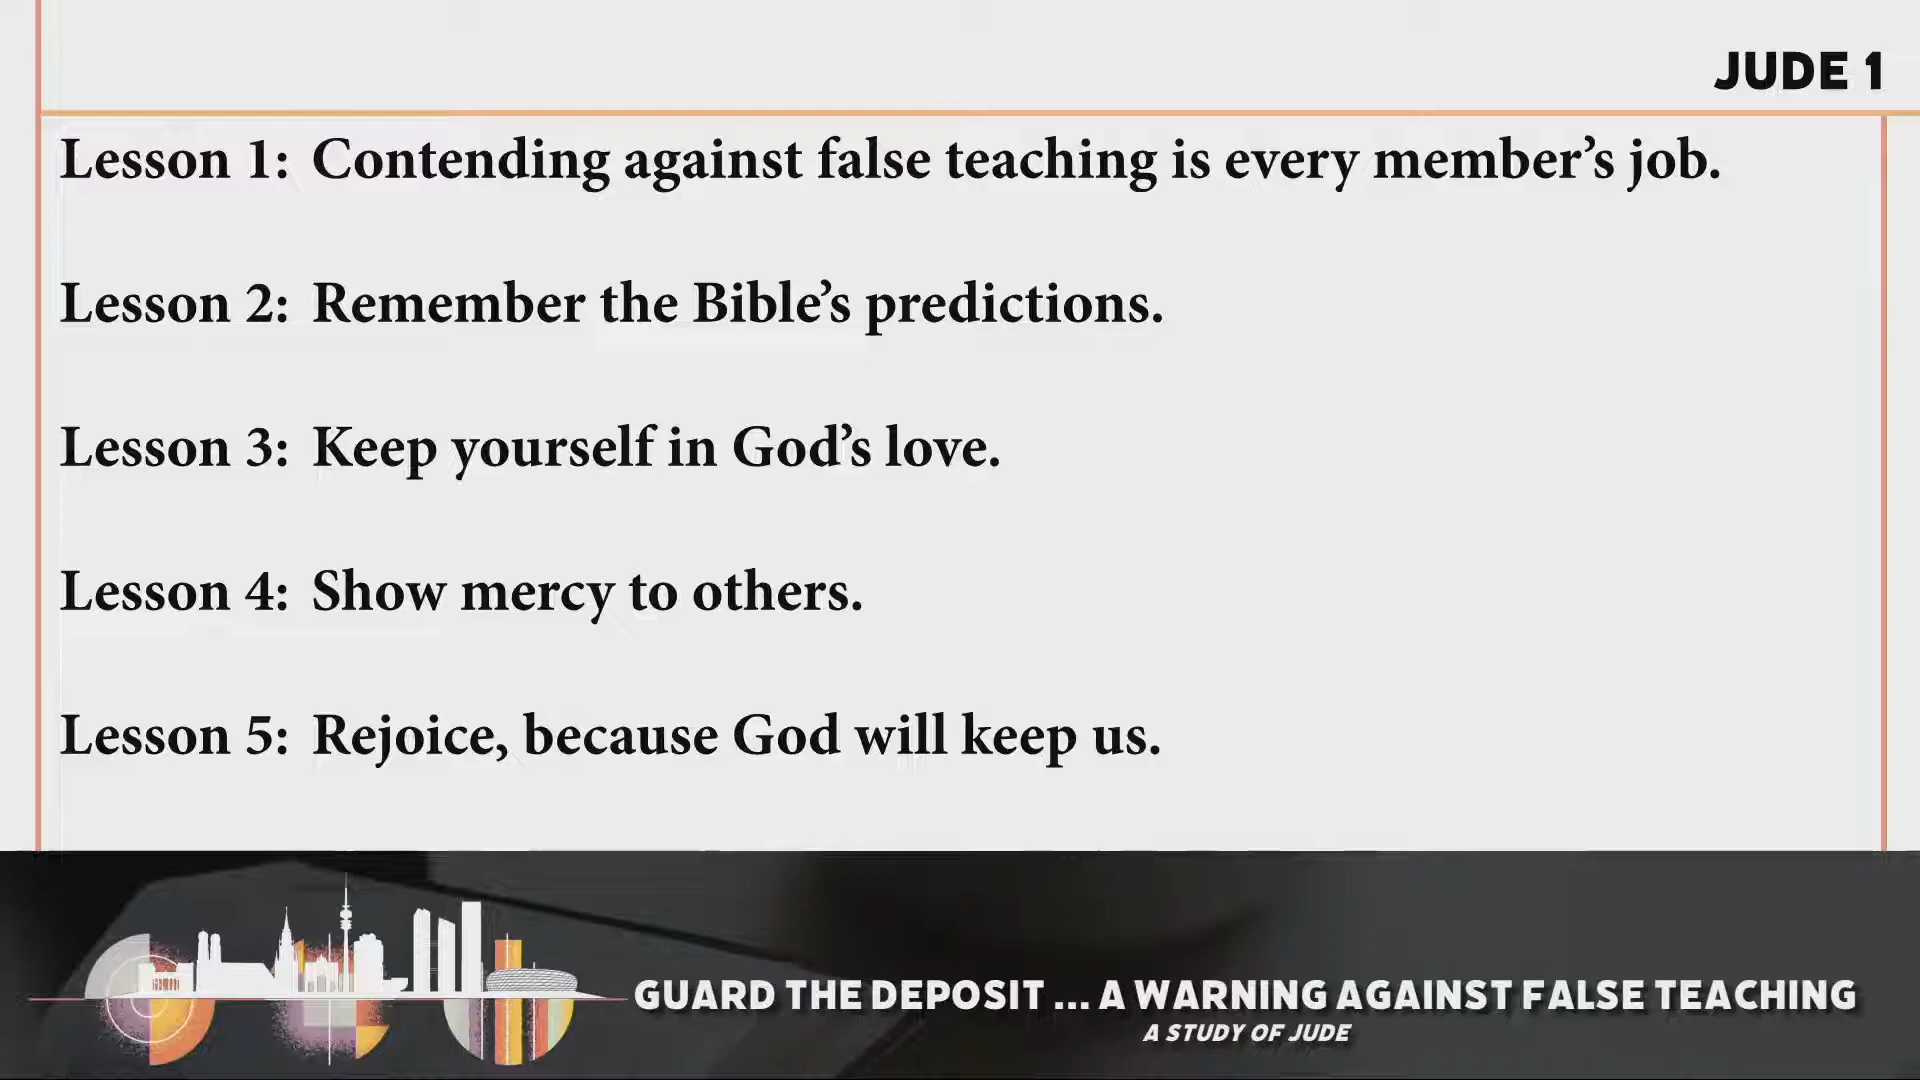 JUDE 1
Lesson 1: Contending against false teaching is every member’s job.
Lesson 2: Remember the Bible’s predictions.
Lesson 3: Keep yourself in God’s love.
Lesson 4: Show mercy to others.
Lesson 5: Rejoice, because God will keep us.
GUARD THE DEPOSIT ... A WARNING AGAINST FALSE TEACHING
A STUDY OF JUDE